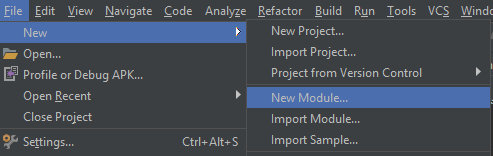 File Edit View Navigate Code Analyze Refactor Build Run Tools VCS
New
Open...
Profile or Debug APK...
Open Recent
Close Project
Settings... Ctrl+Alt+S
New Project...
Import Project...
Project from Version Control
New Module...
Import Module...
Import Sample...